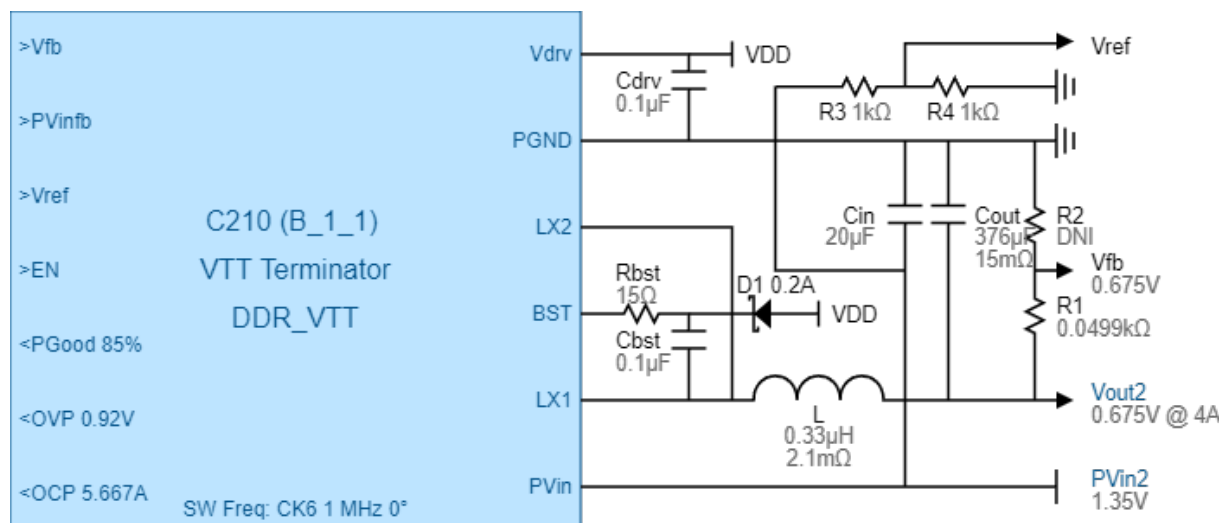 >Vfb
>PVinfb
>Vref
>EN
<PGood 85%
<OVP 0.92V
<OCP 5.667A
C210 (B_1_1)
VTT Terminator
DDR_VTT
SW Freq: CK6 1 MHz 0°
Vdrv
PGND
LX2
BST
LX1
PVin
Cdrv
0.1µF
VDD
Rbst
15Ω
Cbst
0.1µF
D1 0.2A
VDD
L
0.33µH
2.1mΩ
R3 1kΩ
R4 1kΩ
Vref
Cin
20µF
Cout
376µF
15mΩ
R2
DNI
Vfb
0.675V
R1
0.0499kΩ
Vout2
0.675V @ 4A
PVin2
1.35V